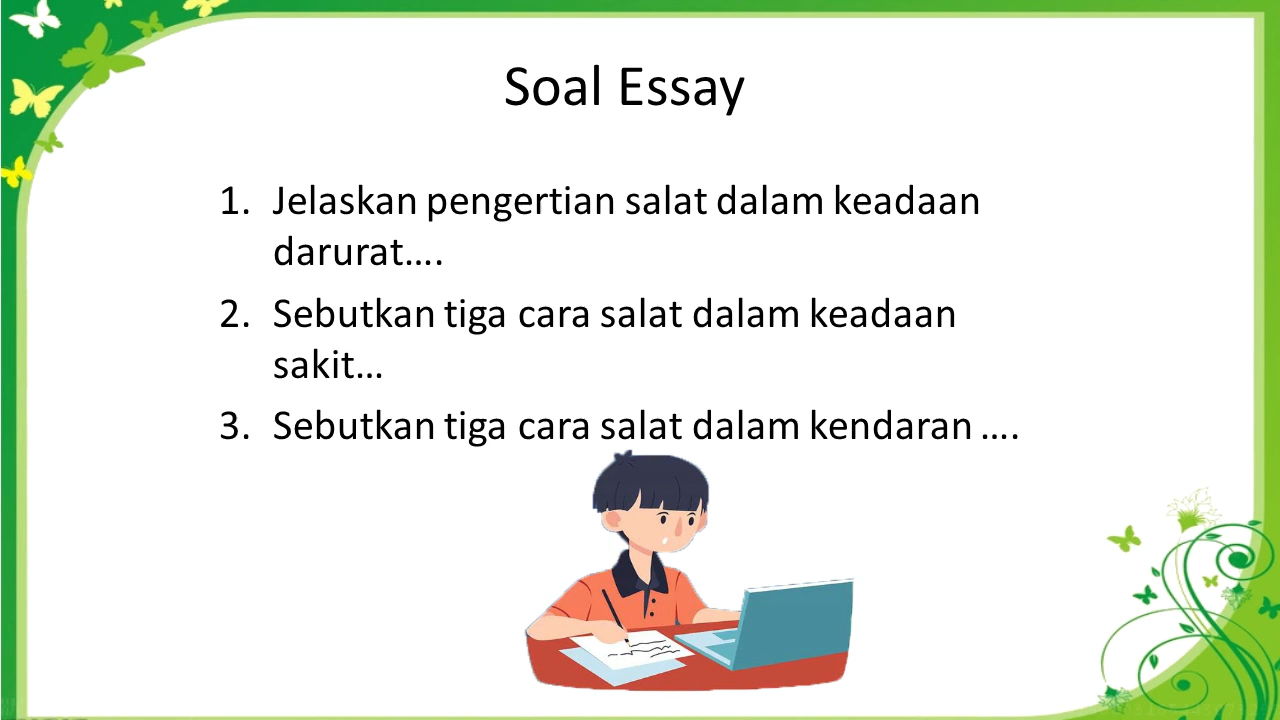 Soal Essay
1. Jelaskan pengertian salat dalam keadaan
darurat....
2. Sebutkan tiga cara salat dalam keadaan
sakit...
3. Sebutkan tiga cara salat dalam kendaran ....